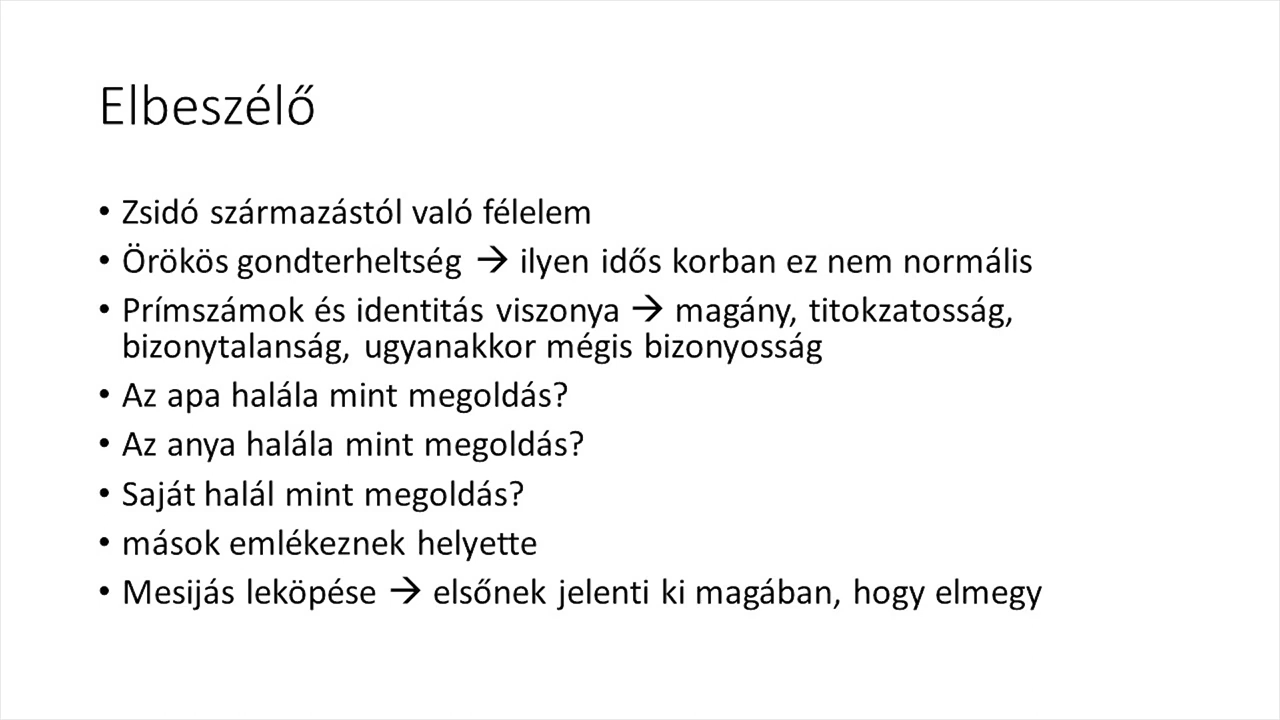 Elbeszélő
• Zsidó származástól való félelem
• Örökös gondterheltség → ilyen idős korban ez nem normális
• Prímszámok és identitás viszonya → magány, titokzatosság,
bizonytalanság, ugyanakkor mégis bizonyosság
• Az apa halála mint megoldás?
• Az anya halála mint megoldás?
• Saját halál mint megoldás?
• mások emlékeznek helyette
• Mesijás leképése → elsőnek jelenti ki magában, hogy elmegy